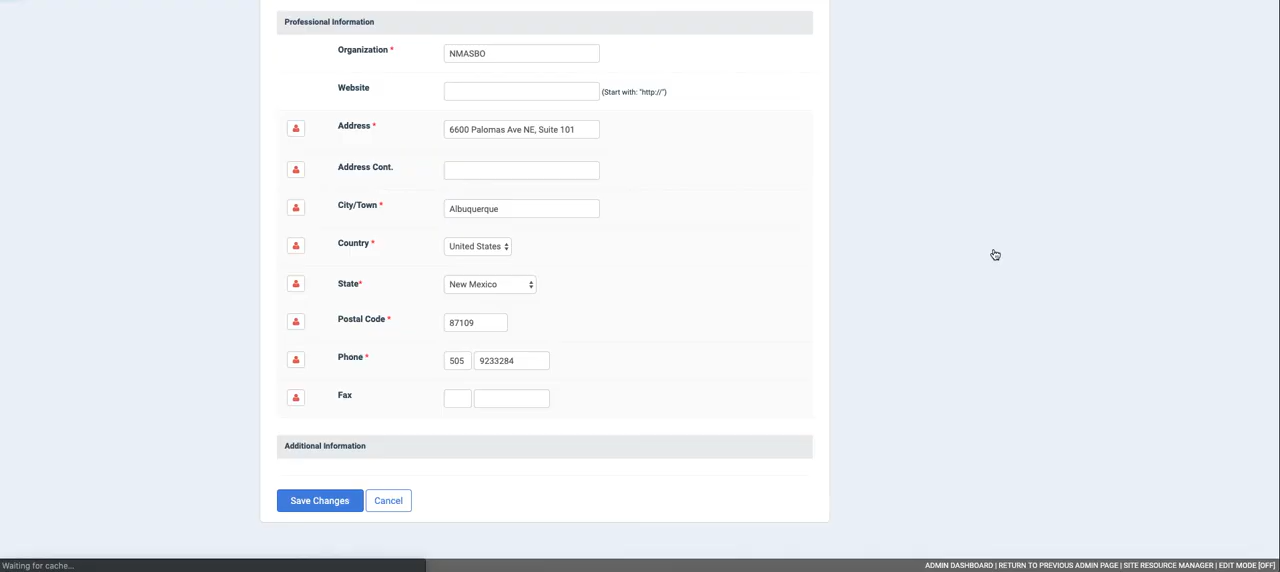 Professional Information
Organization *
NMASBO
Website
(Start with: "http://")
Address *
6600 Palomas Ave NE, Suite 101
Address Cont.
City/Town *
Albuquerque
Country *
United States
State*
New Mexico
Postal Code *
87109
Phone *
505 9233284
Fax
Additional Information
Save Changes Cancel
Waiting for cache...
ADMIN DASHBOARD | RETURN TO PREVIOUS ADMIN PAGE | SITE RESOURCE MANAGER | EDIT MODE [OFF]